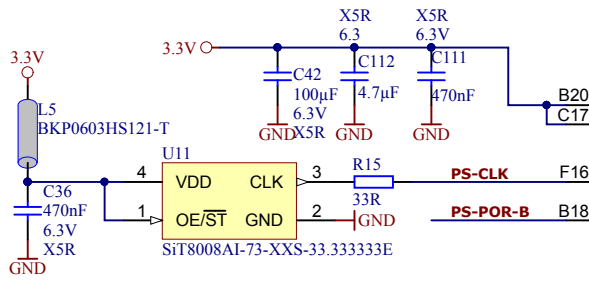 X5R
6.3
X5R
6.3V
3.3V
3.3V
C42
100µF
6.3V
X5R
C112
4.7µF
C111
470nF
GND
GND
GND
B20
C17
L5
BKP0603HS121-T
U11
4
VDD
CLK
3
R15
33R
PS-CLK
F16
C36
470nF
6.3V
X5R
1
OE/ST
GND
2
GND
PS-POR-B
B18
GND
SiT8008AI-73-XXS-33.333333E